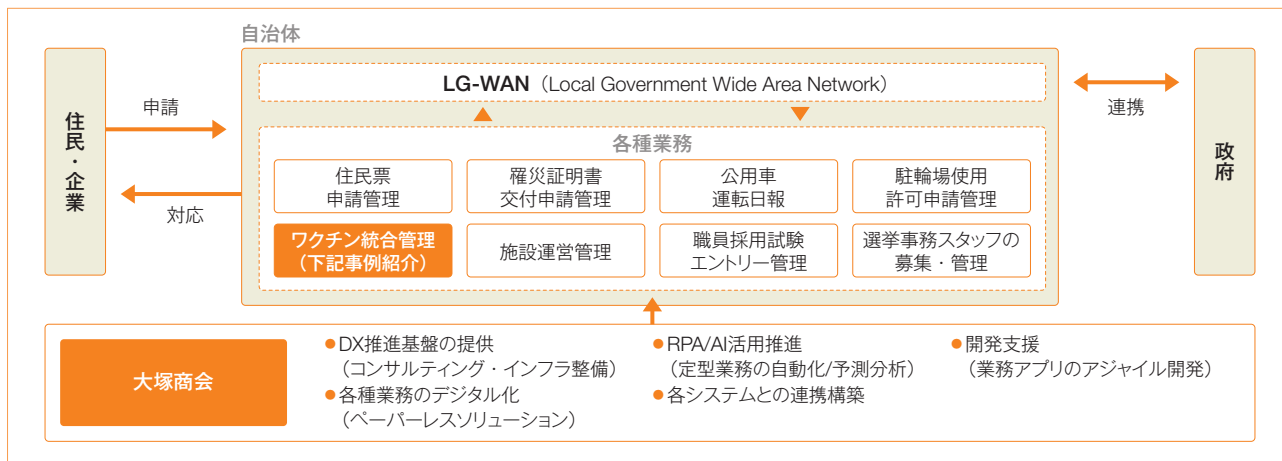 自治体
LG-WAN（Local Government Wide Area Network）
住民・企業
申請
対応
連携
政府
各種業務
住民票
申請管理
罹災証明書
交付申請管理
公用車
運転日報
駐輪場使用
許可申請管理
ワクチン統合管理
（下記事例紹介）
施設運営管理
職員採用試験
エントリー管理
選挙事務スタッフの
募集・管理
大塚商会
●DX推進基盤の提供
（コンサルティング・インフラ整備）
●各種業務のデジタル化
（ペーパーレスソリューション）
●RPA/AI活用推進
（定型業務の自動化/予測分析）
●各システムとの連携構築
●開発支援
（業務アプリのアジャイル開発）